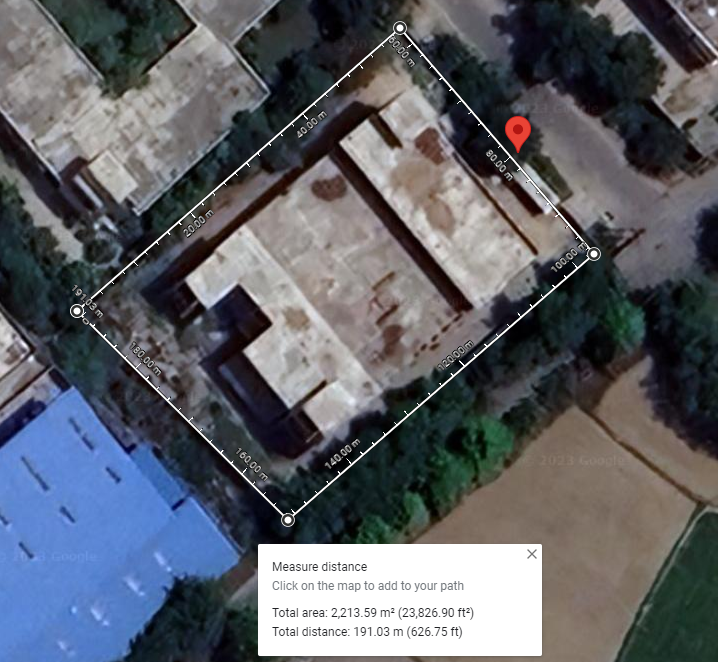 60.00 m
40.00 m
80.00 m
20.00 m
100.00 m
191.03 m
0
120.00 m
180.00 m
140.00 m
160.00 m
2023 Google
Google
Measure distance
Click on the map to add to your path
Total area: 2,213.59 m² (23,826.90 ft²)
Total distance: 191.03 m (626.75 ft)